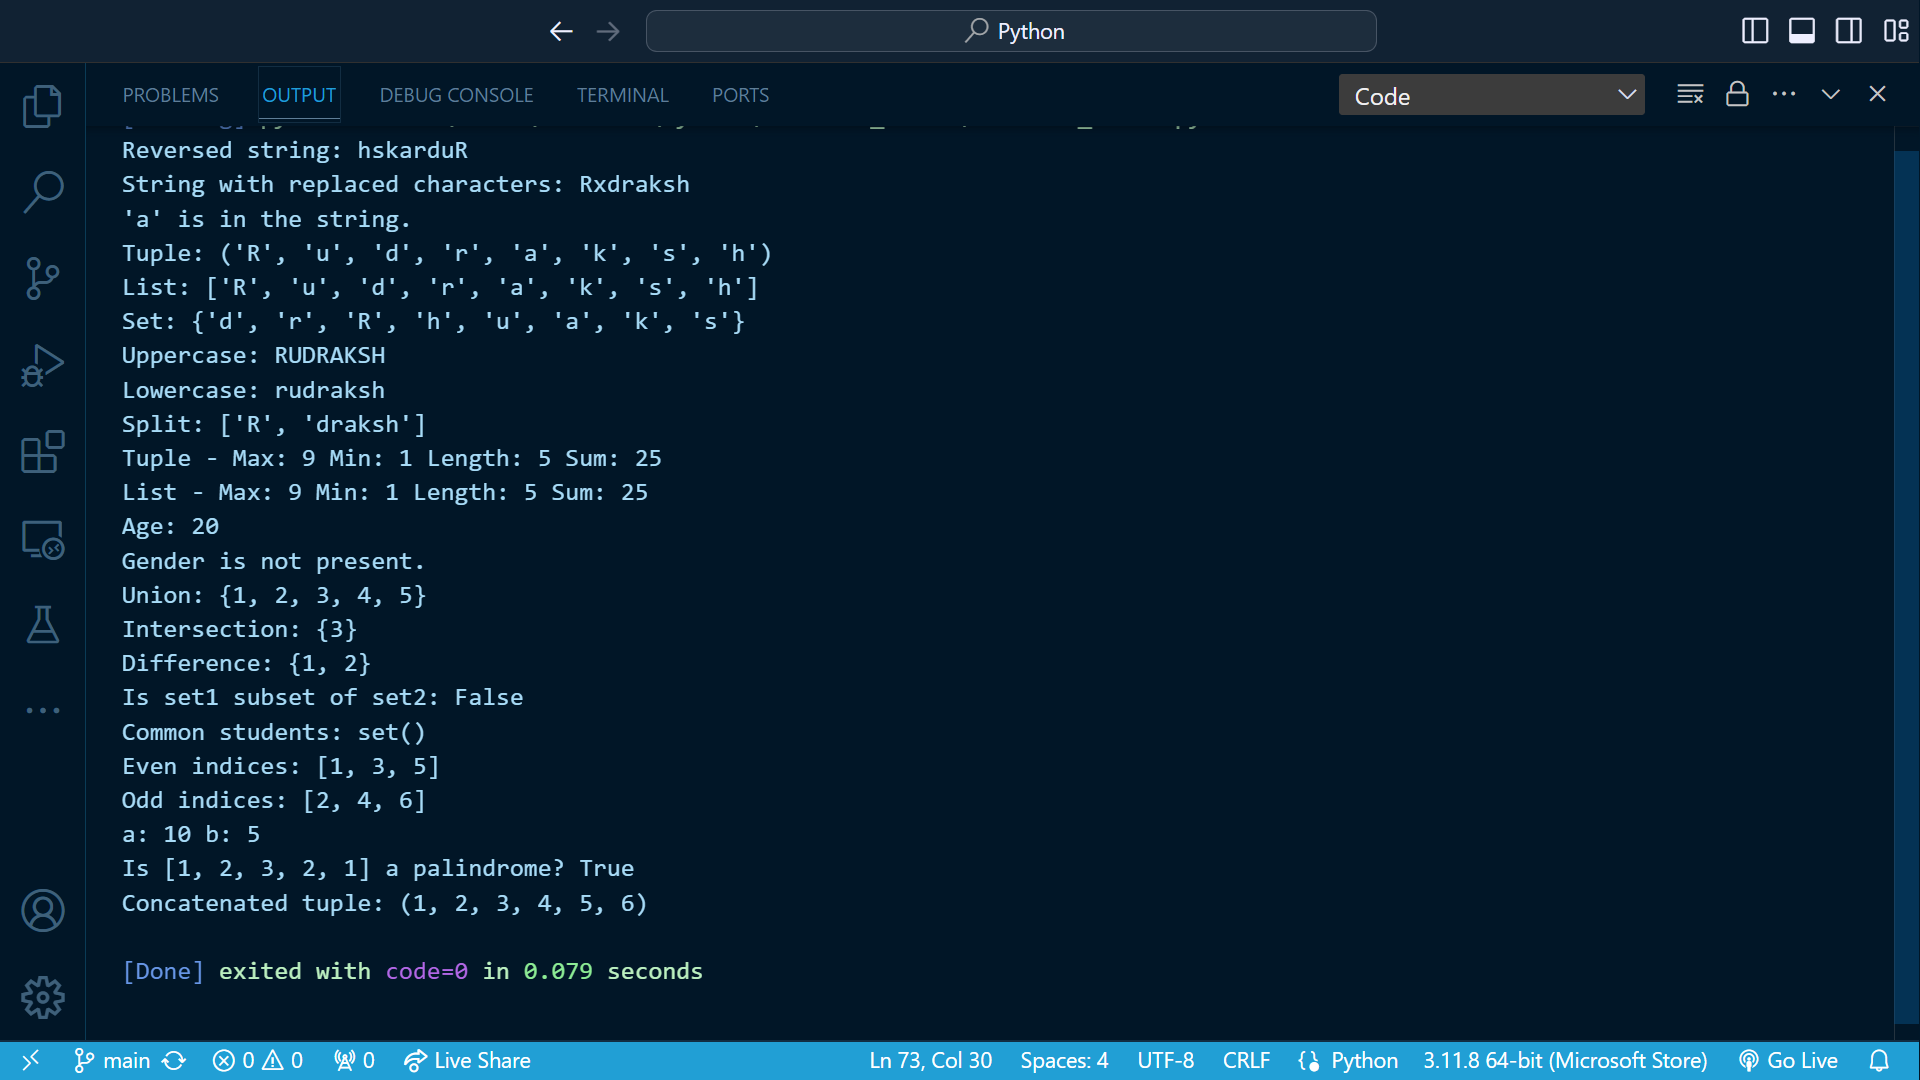 Python
PROBLEMS OUTPUT DEBUG CONSOLE TERMINAL PORTS Code
Reversed string: hskarduR
String with replaced characters: Rxdraksh
'a' is in the string.
Tuple: ('R', 'u', 'd', 'r', 'a', 'k', 's', 'h')
List: ['R', 'u', 'd', 'r', 'a', 'k', 's', 'h']
Set: {'d', 'r', 'R', 'h', 'u', 'a', 'k', 's'}
Uppercase: RUDRAKSH
Lowercase: rudraksh
Split: ['R', 'draksh']
Tuple - Max: 9 Min: 1 Length: 5 Sum: 25
List - Max: 9 Min: 1 Length: 5 Sum: 25
Age: 20
Gender is not present.
Union: {1, 2, 3, 4, 5}
Intersection: {3}
Difference: {1, 2}
Is set1 subset of set2: False
Common students: set()
Even indices: [1, 3, 5]
Odd indices: [2, 4, 6]
a: 10 b: 5
Is [1, 2, 3, 2, 1] a palindrome? True
Concatenated tuple: (1, 2, 3, 4, 5, 6)
[Done] exited with code=0 in 0.079 seconds
main 0 0 0 Live Share Ln 73, Col 30 Spaces: 4 UTF-8 CRLF Python 3.11.8 64-bit (Microsoft Store) Go Live